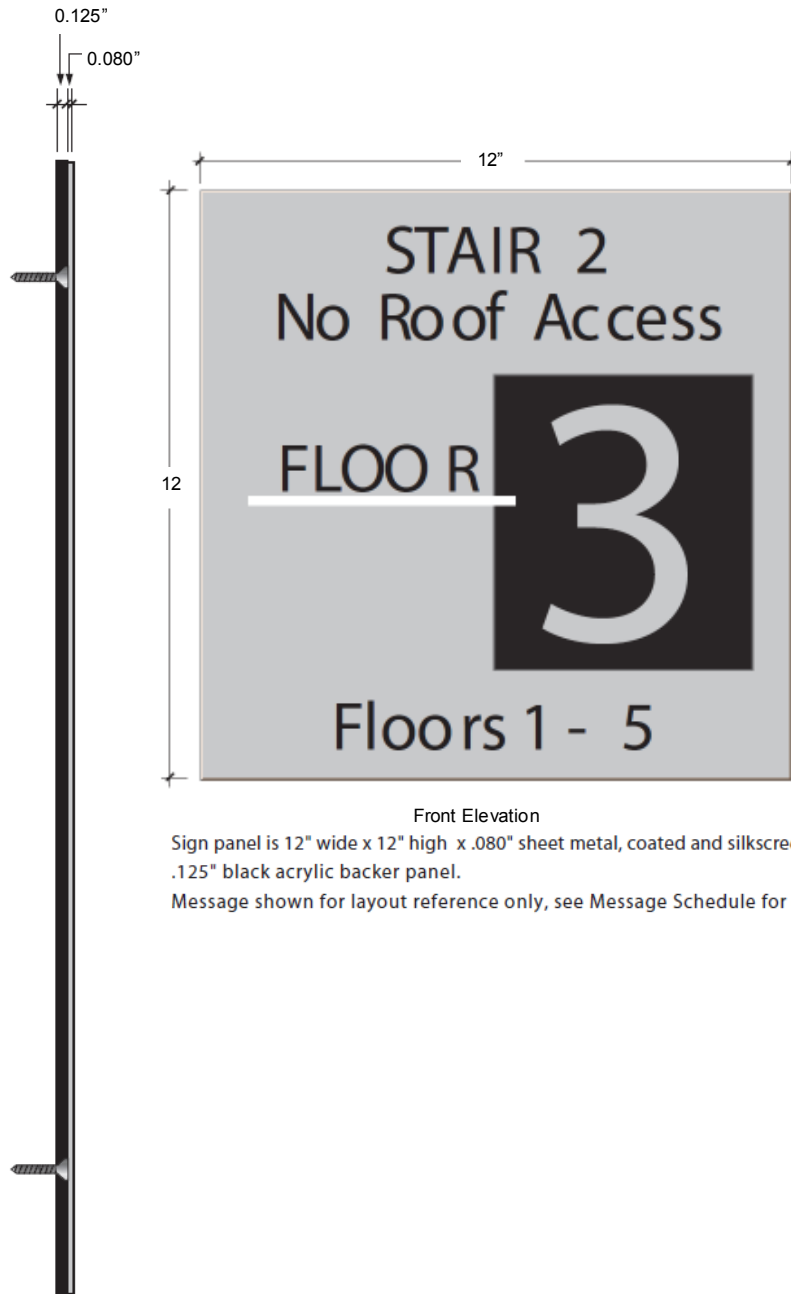 0.125”
0.080”
12”
STAIR 2
No Roof Access
12
FLOOR
3
Floors 1 - 5
Front Elevation
Sign panel is 12" wide x 12" high x .080" sheet metal, coated and silkscre
.125" black acrylic backer panel.
Message shown for layout reference only, see Message Schedule for